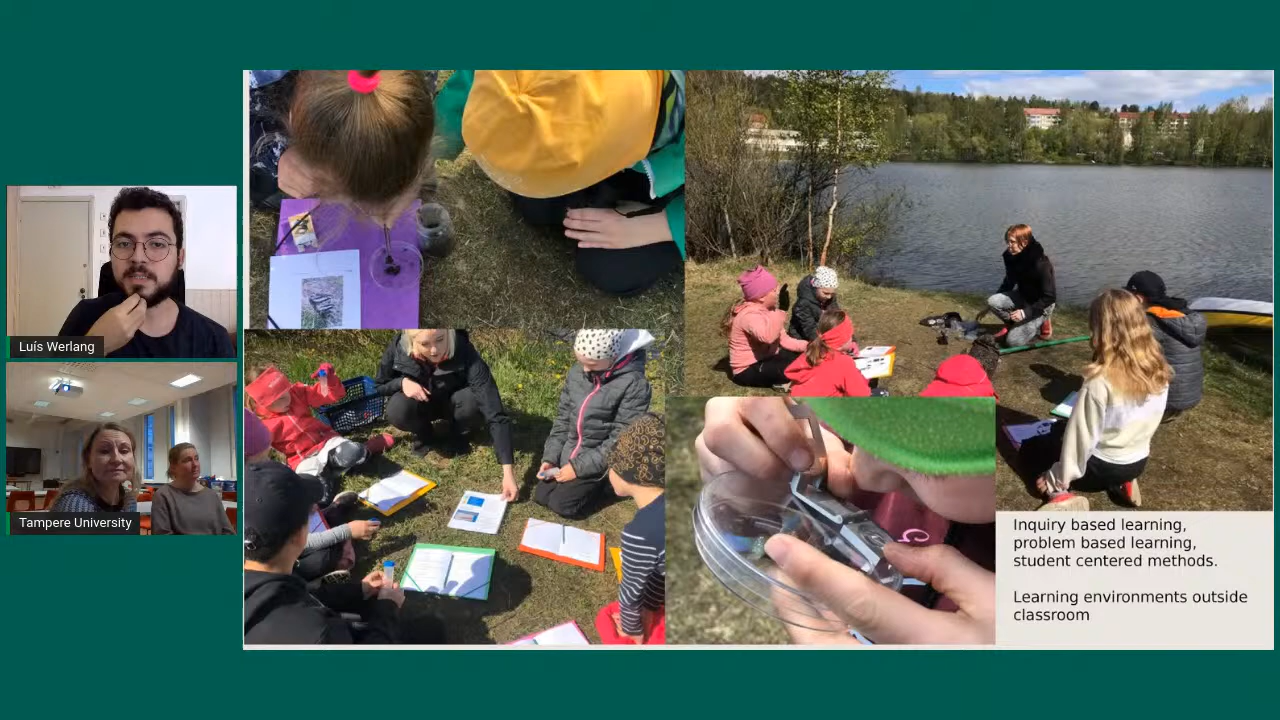 Luís Werlang
Tampere University
Inquiry based learning,
problem based learning,
student centered methods.
Learning environments outside
classroom